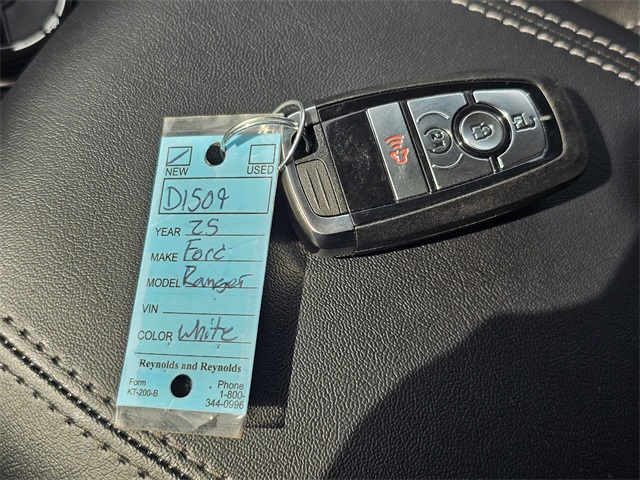 NEW USED
D1504
YEAR 25
MAKE Ford
MODEL Ranger
VIN
COLOR White
Reynolds and Reynolds
Form KT-200-B
Phone 1-800-344-0996